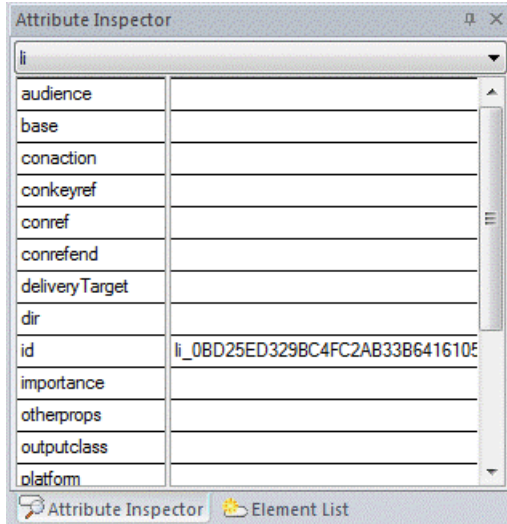 Attribute Inspector
li
audience
base
conaction
conkeyref
conref
conrefend
deliveryTarget
dir
id li_0BD25ED329BC4FC2AB33B6416105
importance
otherprops
outputclass
platform
Attribute Inspector Element List